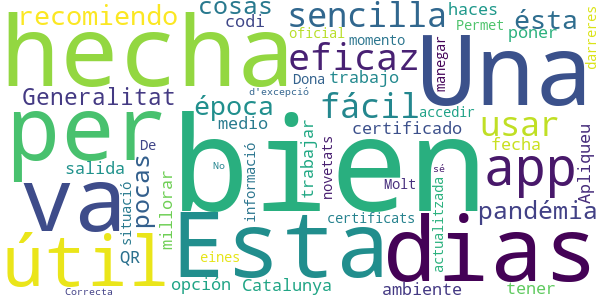 recomiendo
cosas
codi
sencilla
haces
ésta
darreres
hecha
oficial
momento
Permet
poner
eficaz
manegar
Una
Generalitat
Dona
trabajo
d'excepció
época
fácil
accedir
usar
per
medio
certificado
fecha
Apliqueu
De
bien
trabajar
novetats
app
salida
pocas
No
informació
sé
va
situació
millorar
Molt
actualitzada
pandémia
Esta
certificats
dias
útil
QR
eines
opción
Catalunya
ambiente
tener
Correcta